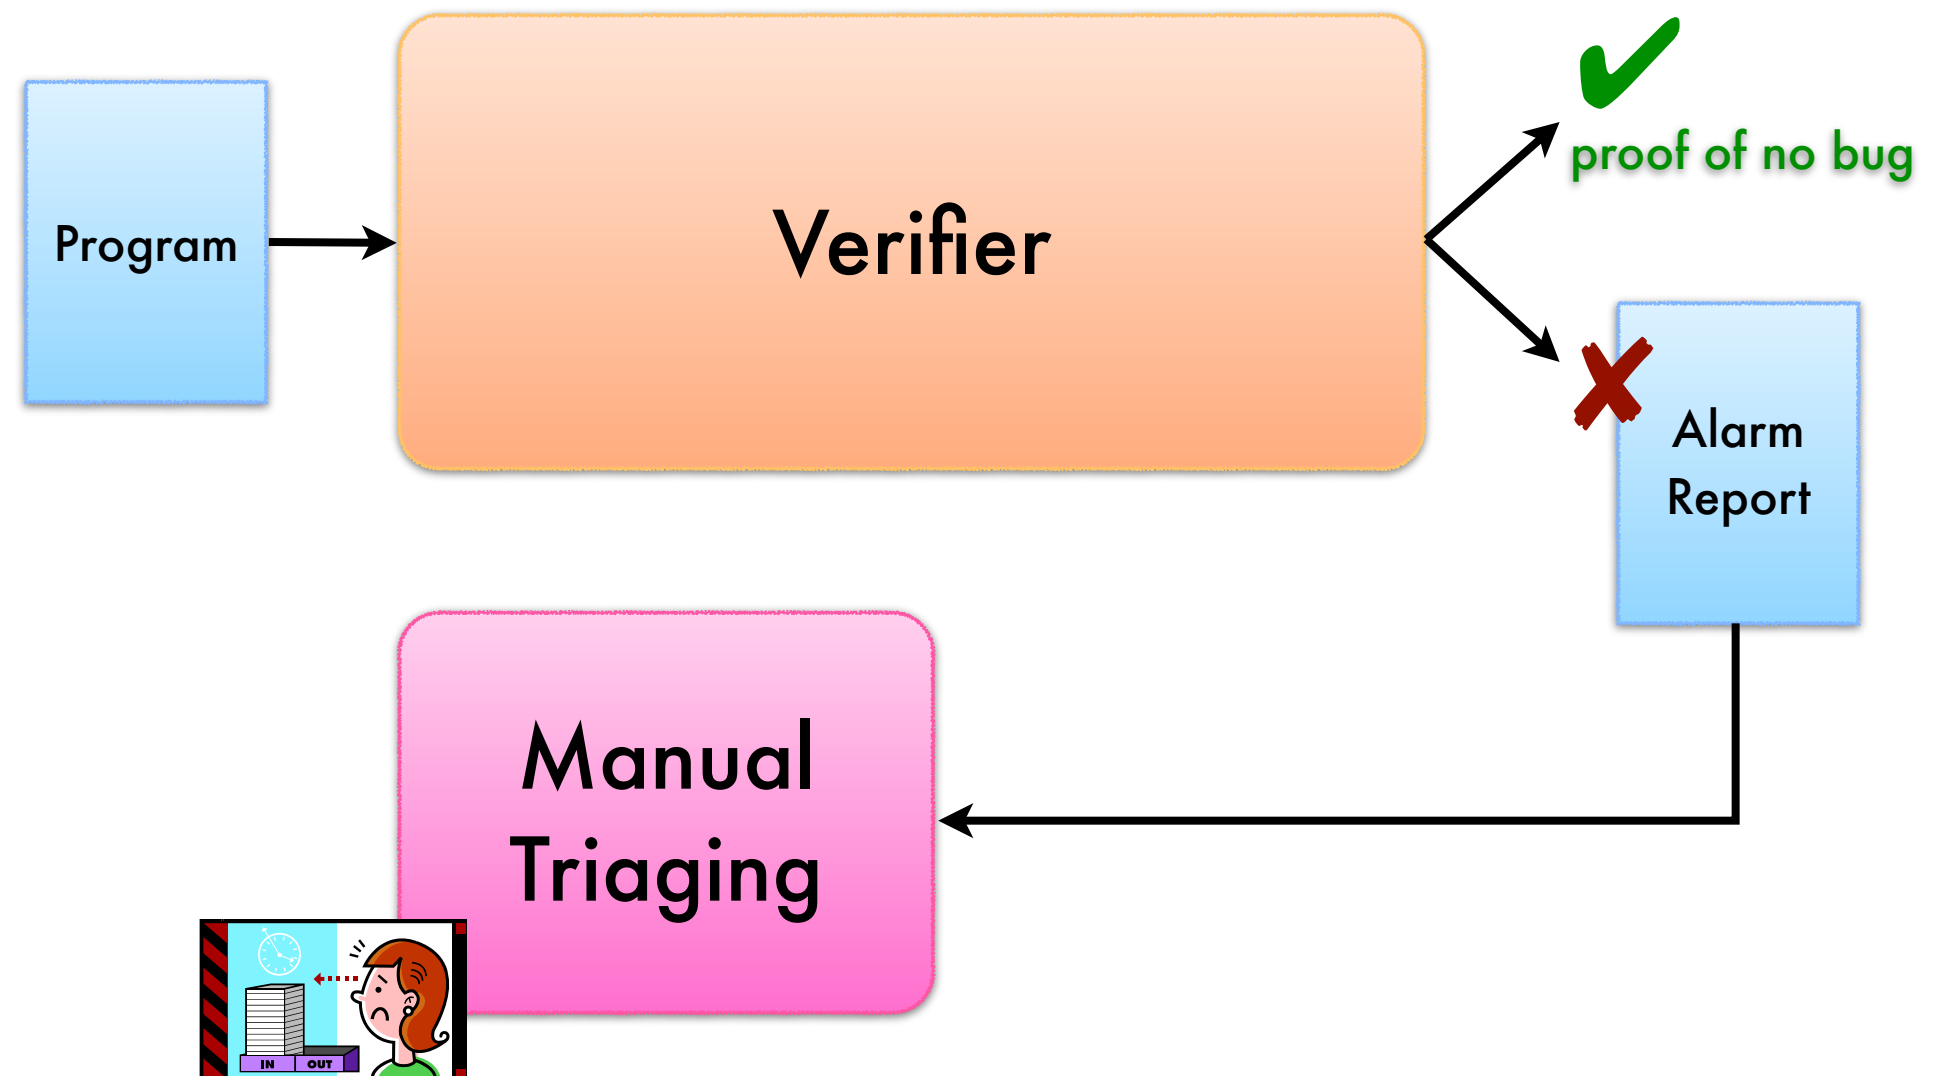 Program
Verifier
proof of no bug
Alarm
Report
Manual
Triaging
IN
OUT